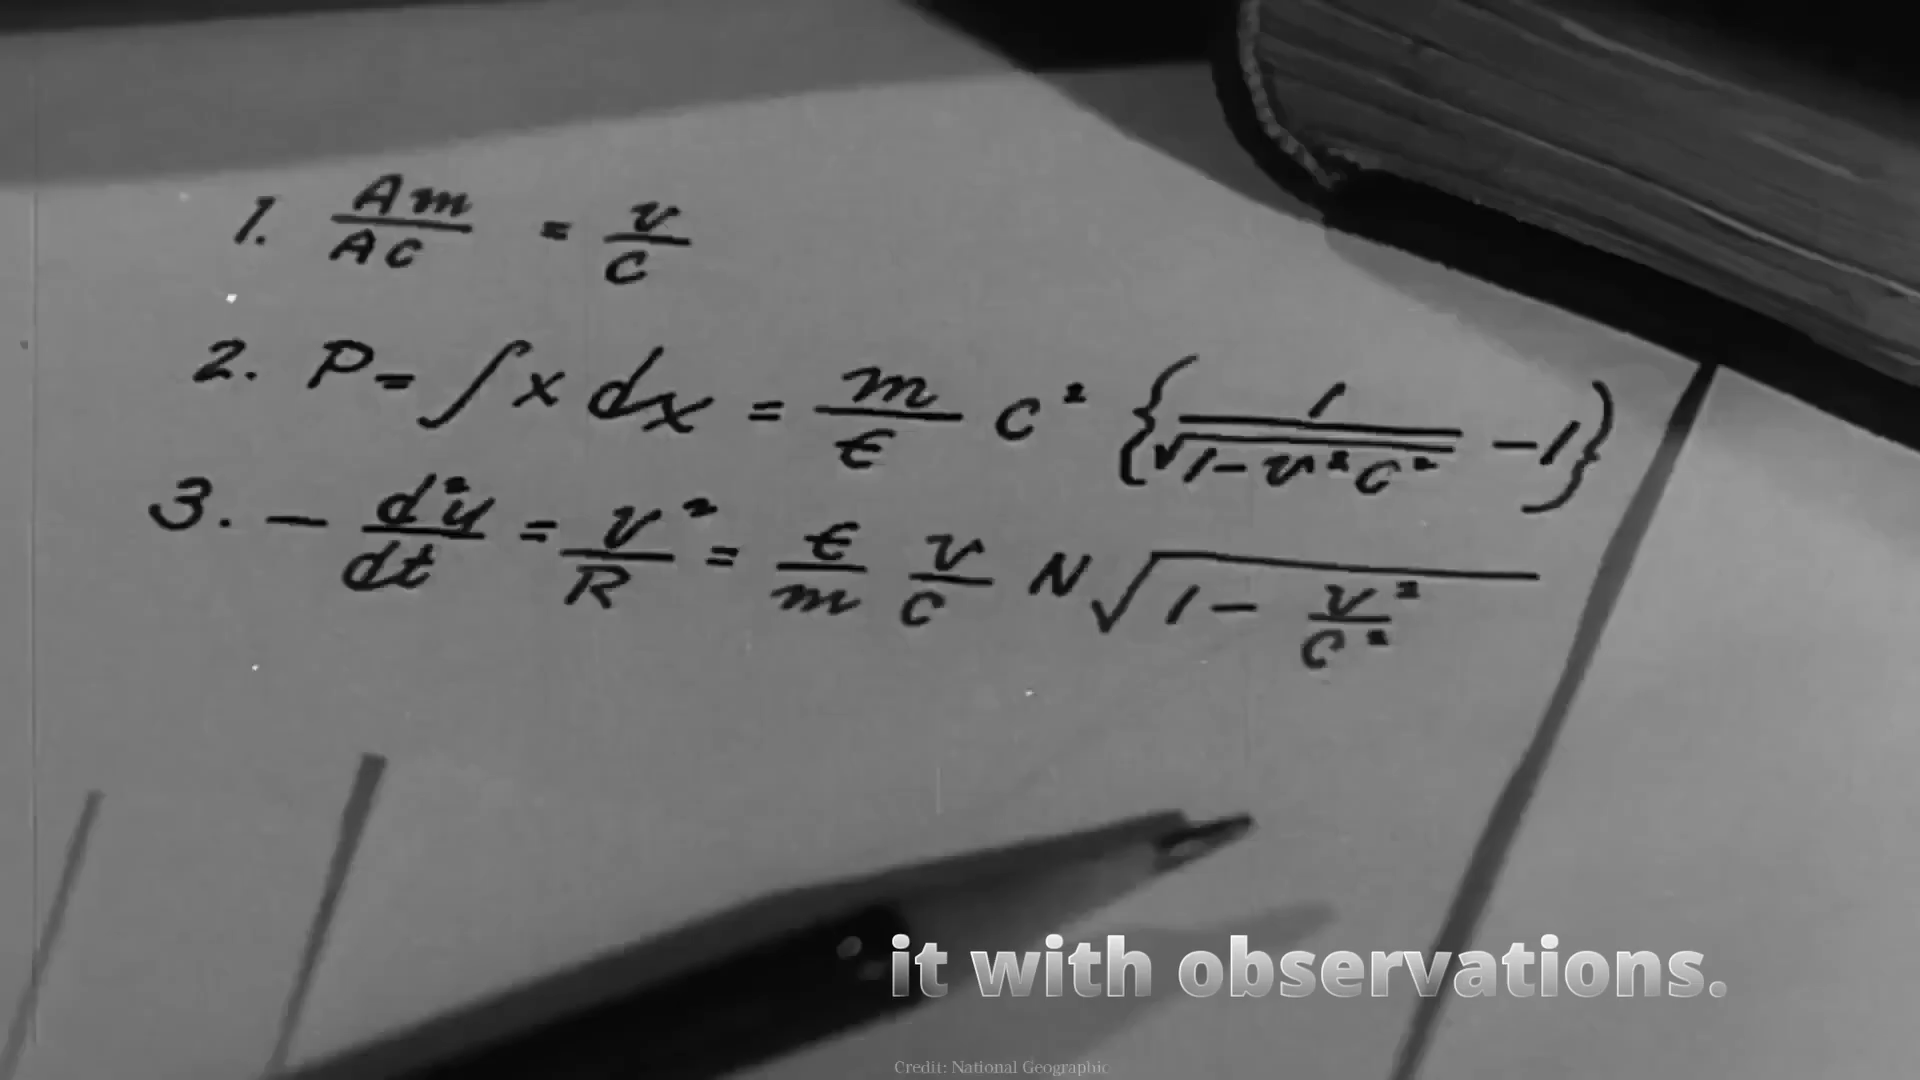 1. Am/Ac = v/c
2. P = ∫ x dx = m/ϵ c² { 1/√1-v²c² - 1 }
3. - d²y/dt = v²/R = ϵ/m v/c N √1 - v²/c²
it with observations.
Credit: National Geographic